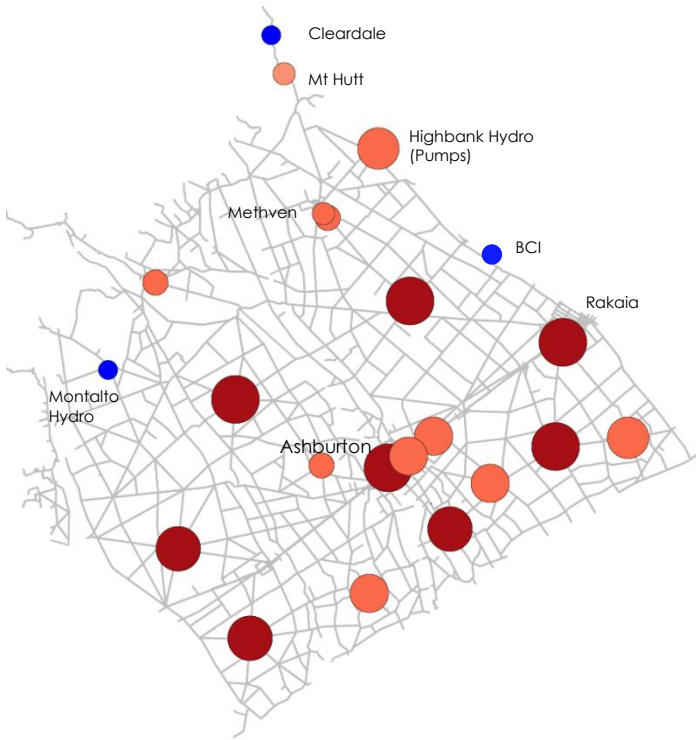 Cleardale
Mt Hutt
Highbank Hydro
(Pumps)
Methven
BCI
Rakaia
Montalto
Hydro
Ashburton